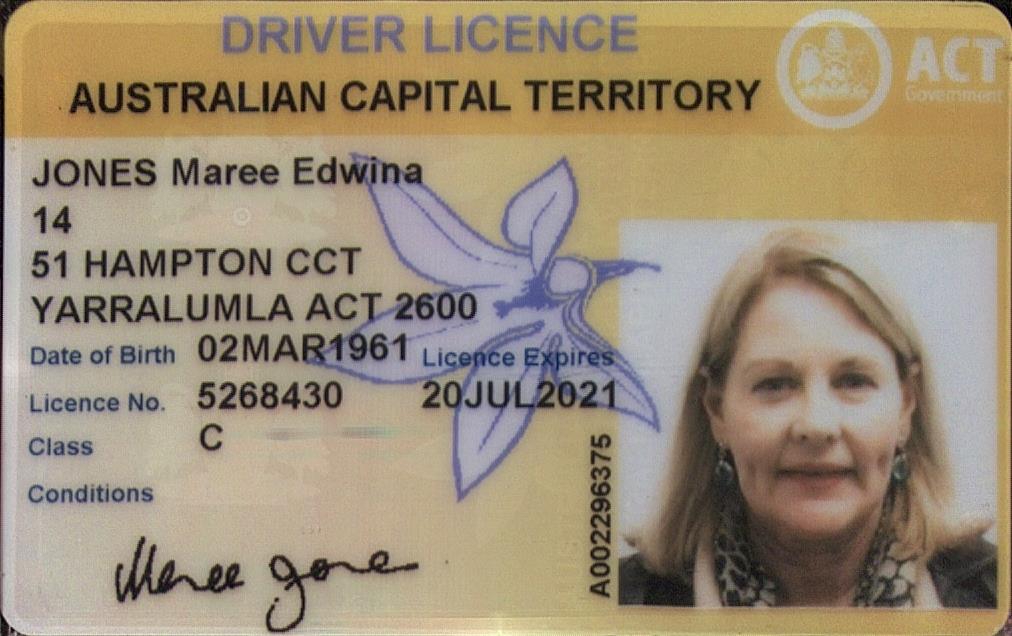 DRIVER LICENCE
AUSTRALIAN CAPITAL TERRITORY
ACT
Government
JONES Maree Edwina
14
51 HAMPTON CCT
YARRALUMLA ACT 2600
Date of Birth 02MAR1961 Licence Expires
Licence No. 5268430 20JUL2021
Class C
Conditions
A002296375
Maree Jone